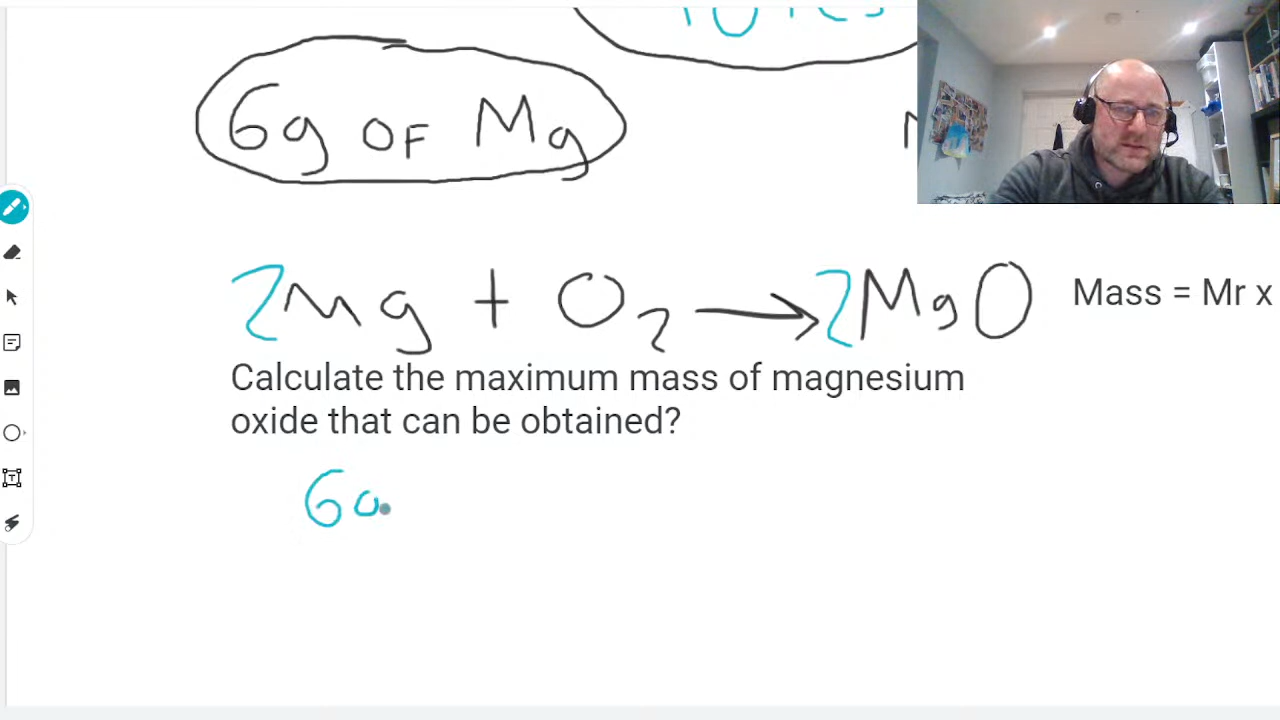 6g OF Mg
2Mg + O2 → 2MgO
Mass = Mr x
Calculate the maximum mass of magnesium
oxide that can be obtained?
6g